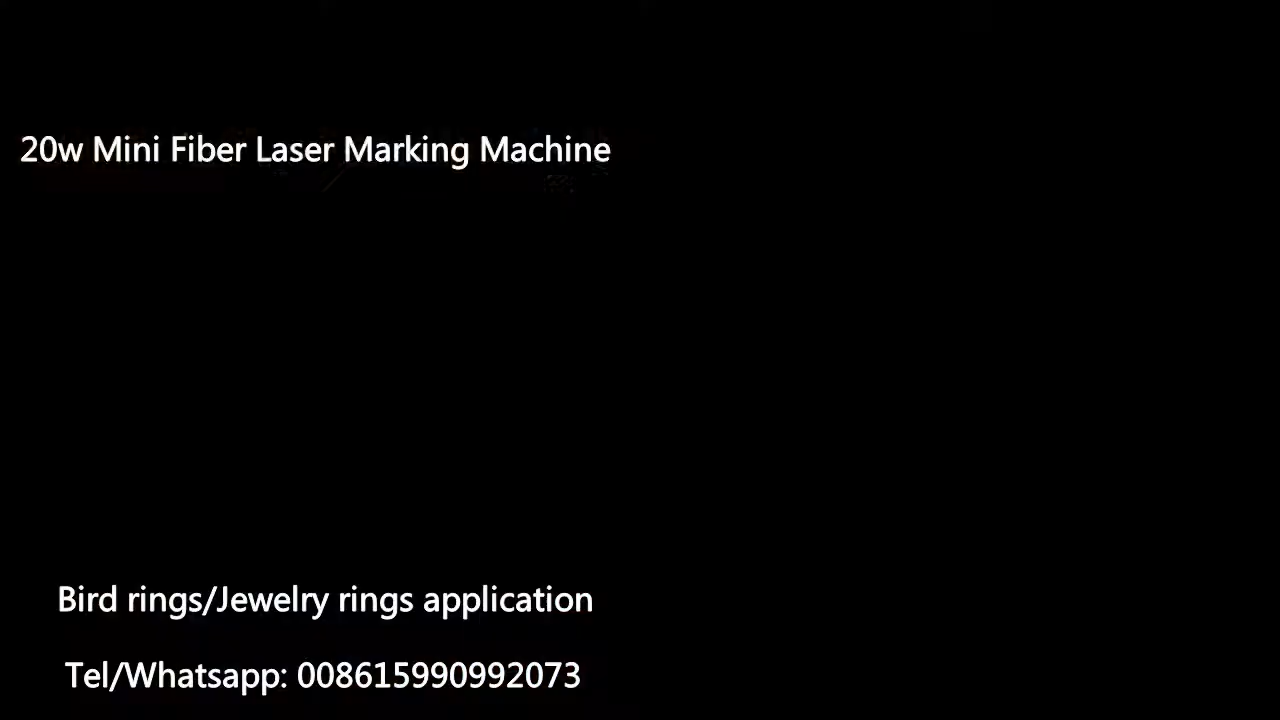 20w Mini Fiber Laser Marking Machine
Bird rings/Jewelry rings application
Tel/Whatsapp: 008615990992073